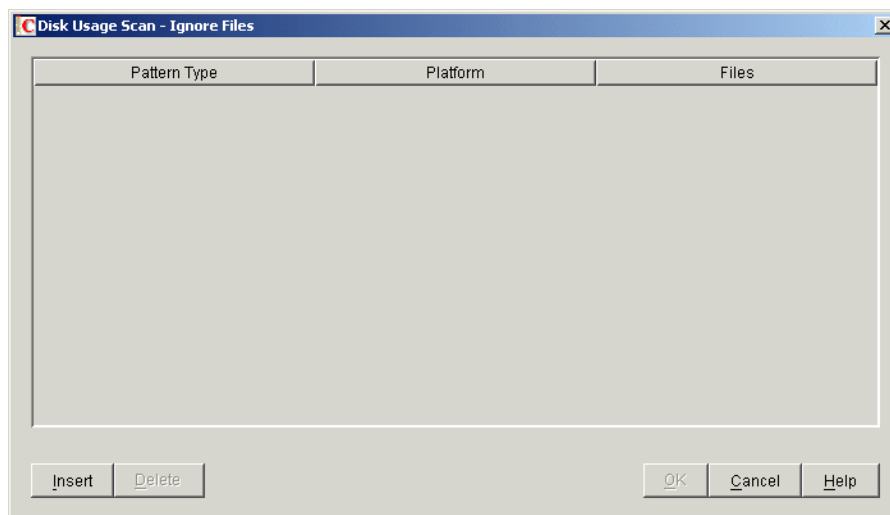 C Disk Usage Scan - Ignore Files
Pattern Type Platform Files
Insert Delete OK Cancel Help